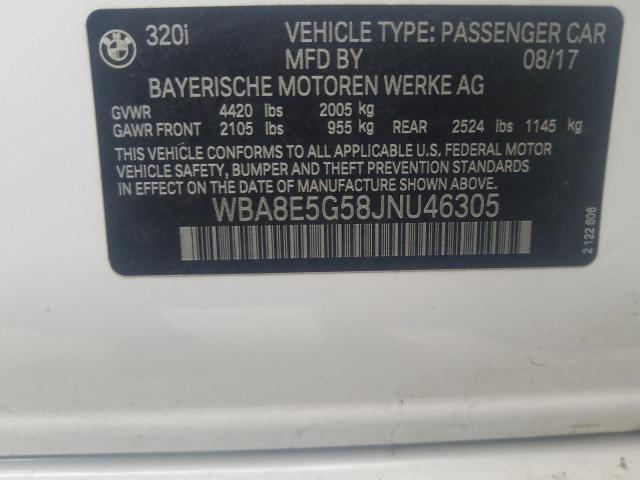 320i VEHICLE TYPE: PASSENGER CAR
MFD BY 08/17
BAYERISCHE MOTOREN WERKE AG
GVWR 4420 lbs 2005 kg
GAWR FRONT 2105 lbs 955 kg REAR 2524 lbs 1145 kg
THIS VEHICLE CONFORMS TO ALL APPLICABLE U.S. FEDERAL MOTOR
VEHICLE SAFETY, BUMPER AND THEFT PREVENTION STANDARDS
IN EFFECT ON THE DATE OF MANUFACTURE SHOWN ABOVE.
WBA8E5G58JNU46305
2 122 606